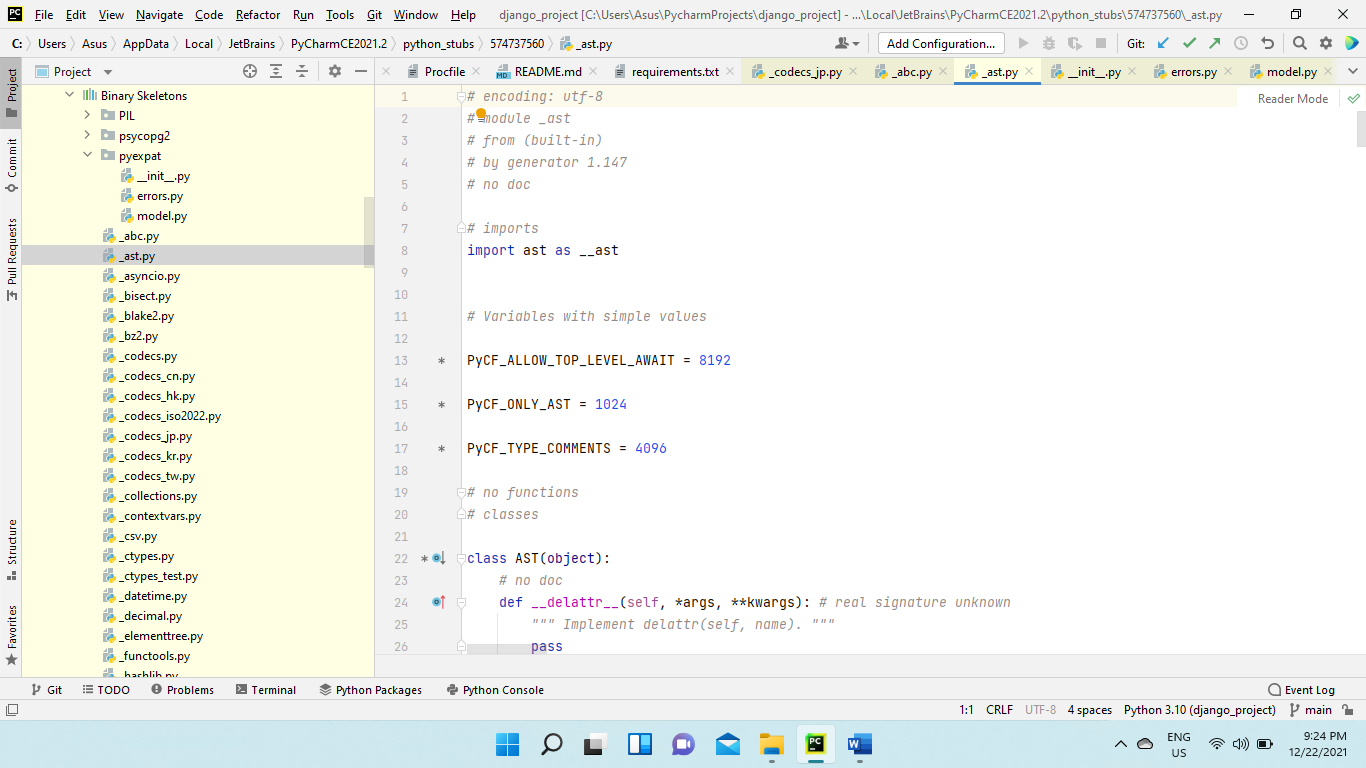 File Edit View Navigate Code Refactor Run Tools Git Window Help django_project [C:\Users\Asus\PycharmProjects\django_project] - ...\Local\JetBrains\PyCharmCE2021.2\python_stubs\574737560\_ast.py
C: Users Asus AppData Local JetBrains PyCharmCE2021.2 python_stubs 574737560 _ast.py Add Configuration... Git:
Project Procfile README.md requirements.txt _codecs_jp.py _abc.py _ast.py __init__.py errors.py model.py
Project
Commit
Pull Requests
Structure
Favorites
Binary Skeletons
PIL
psycopg2
pyexpat
__init__.py
errors.py
model.py
_abc.py
_ast.py
_asyncio.py
_bisect.py
_blake2.py
_bz2.py
_codecs.py
_codecs_cn.py
_codecs_hk.py
_codecs_iso2022.py
_codecs_jp.py
_codecs_kr.py
_codecs_tw.py
_collections.py
_contextvars.py
_csv.py
_ctypes.py
_ctypes_test.py
_datetime.py
_decimal.py
_elementtree.py
_functools.py
_hashlib.py
Reader Mode
1 # encoding: utf-8
2 # module _ast
3 # from (built-in)
4 # by generator 1.147
5 # no doc
6
7 # imports
8 import ast as __ast
9
10
11 # Variables with simple values
12
13 * PyCF_ALLOW_TOP_LEVEL_AWAIT = 8192
14
15 * PyCF_ONLY_AST = 1024
16
17 * PyCF_TYPE_COMMENTS = 4096
18
19 # no functions
20 # classes
21
22 * class AST(object):
23 # no doc
24 def __delattr__(self, *args, **kwargs): # real signature unknown
25 """ Implement delattr(self, name). """
26 pass
Git TODO Problems Terminal Python Packages Python Console Event Log
1:1 CRLF UTF-8 4 spaces Python 3.10 (django_project) main
ENG
US
9:24 PM
12/22/2021